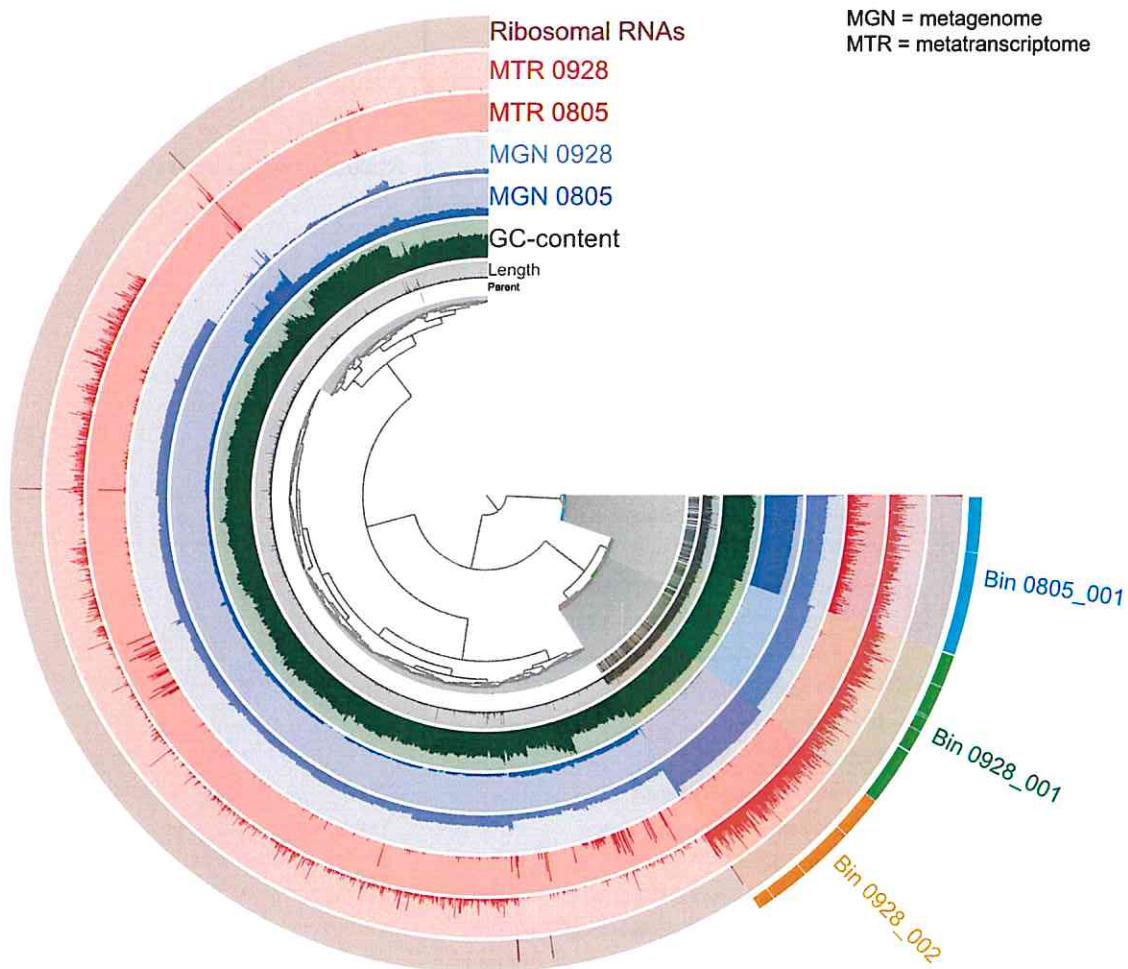 Ribosomal RNAs
MTR 0928
MTR 0805
MGN 0928
MGN 0805
GC-content
Length
Parent
MGN = metagenome
MTR = metatranscriptome
Bin 0805_001
Bin 0928_001
Bin 0928_002